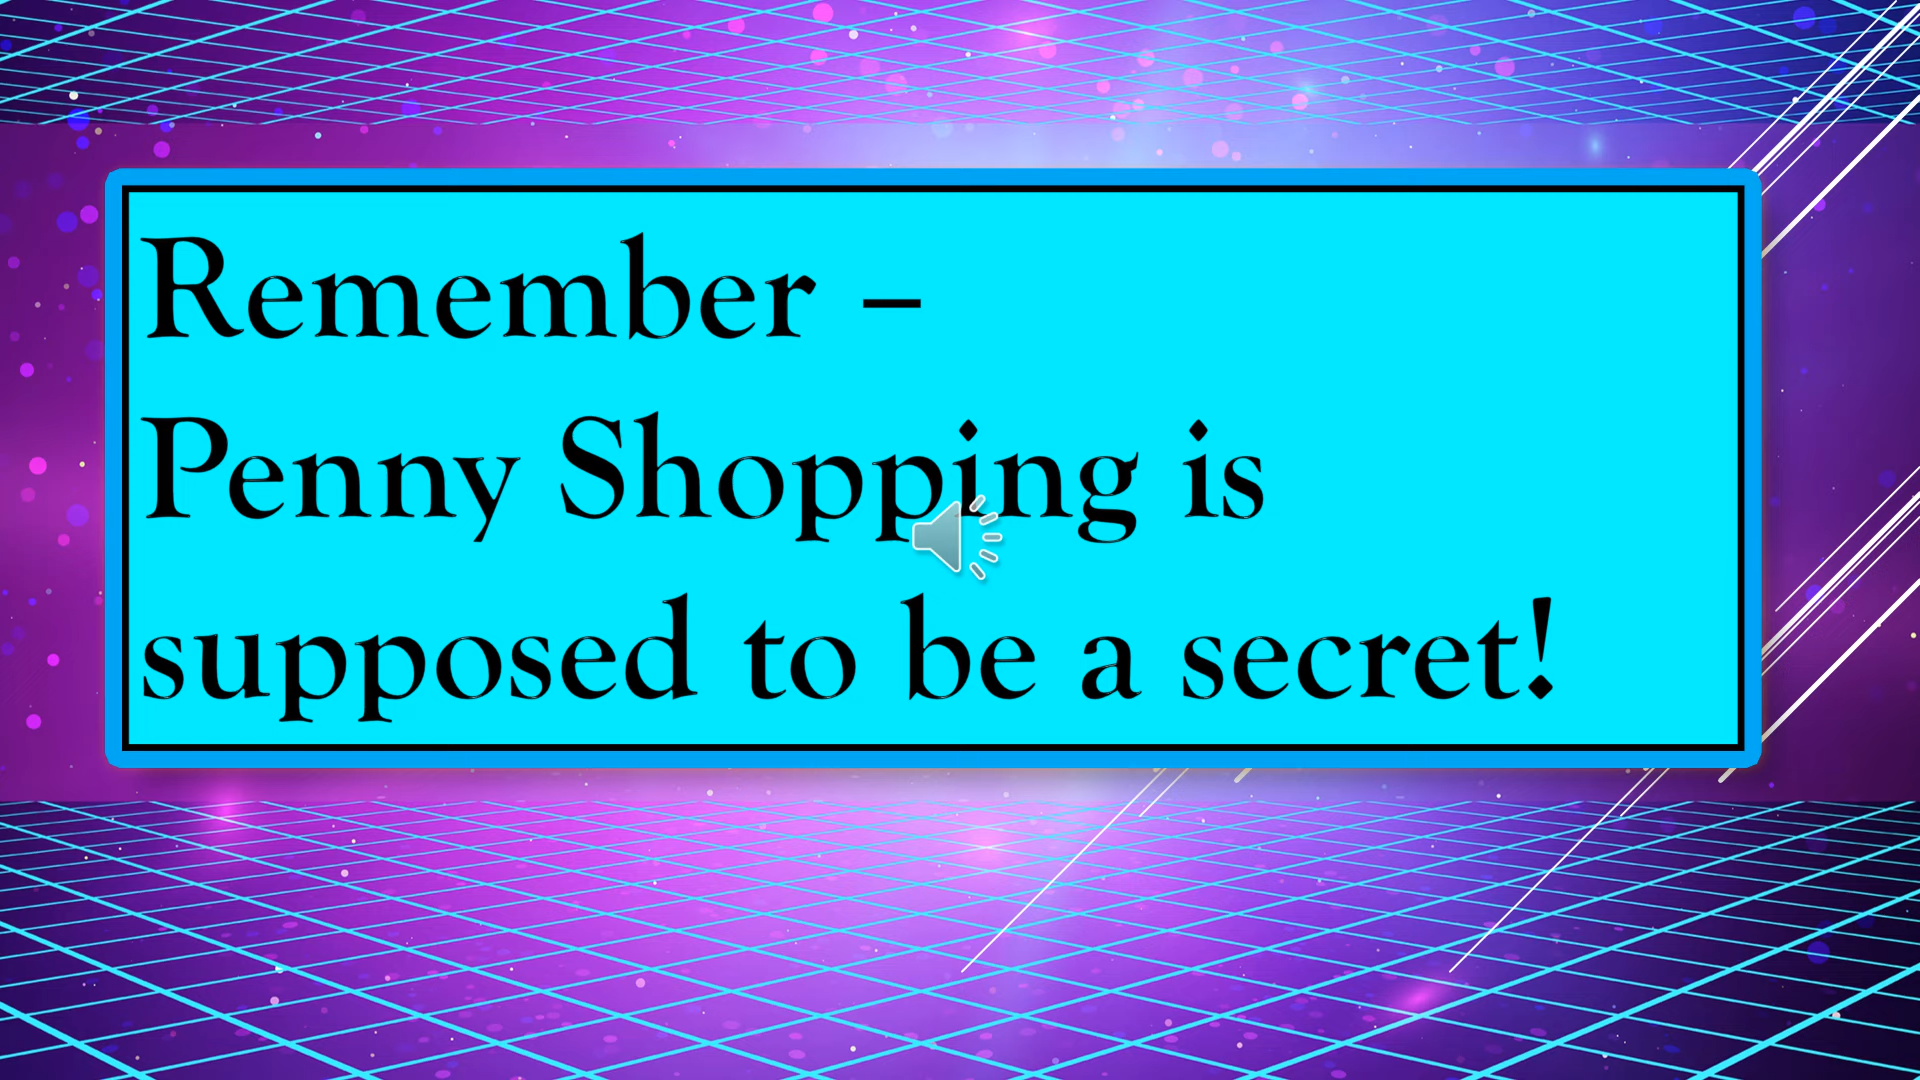 Remember –
Penny Shopping is
supposed to be a secret!